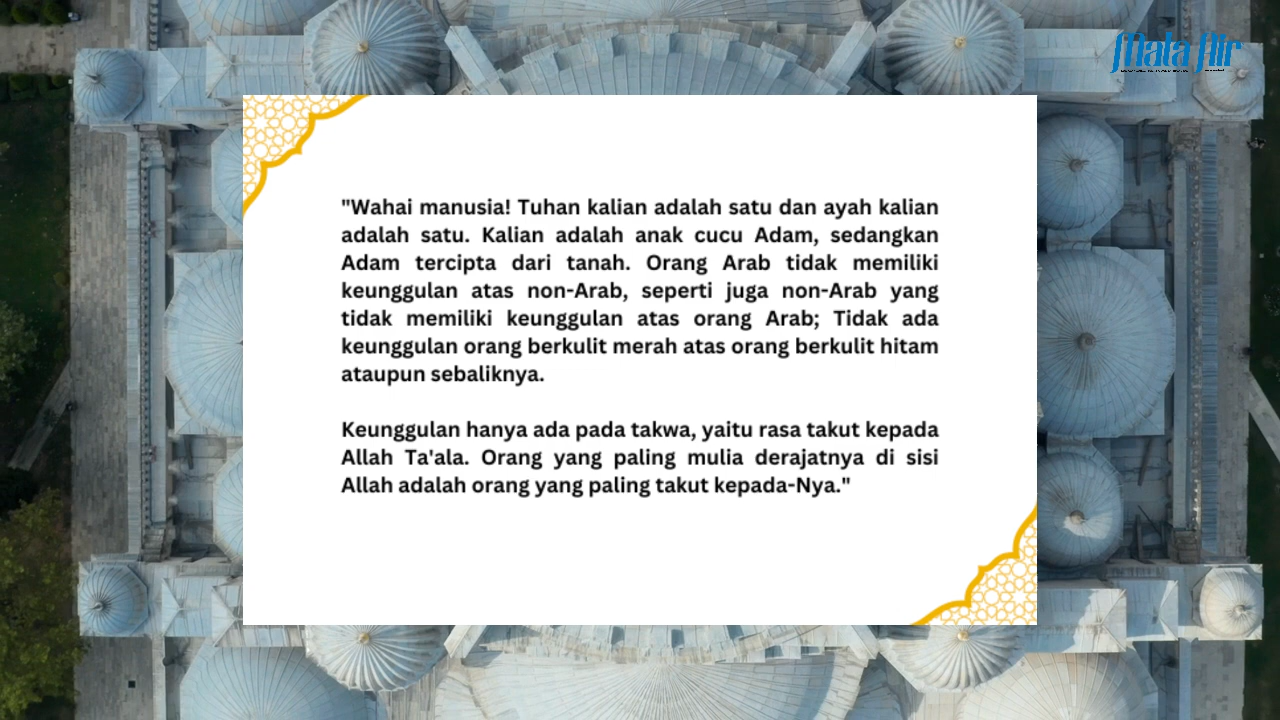 Mata Air
"Wahai manusia! Tuhan kalian adalah satu dan ayah kalian
adalah satu. Kalian adalah anak cucu Adam, sedangkan
Adam tercipta dari tanah. Orang Arab tidak memiliki
keunggulan atas non-Arab, seperti juga non-Arab yang
tidak memiliki keunggulan atas orang Arab; Tidak ada
keunggulan orang berkulit merah atas orang berkulit hitam
ataupun sebaliknya.
Keunggulan hanya ada pada takwa, yaitu rasa takut kepada
Allah Ta'ala. Orang yang paling mulia derajatnya di sisi
Allah adalah orang yang paling takut kepada-Nya."